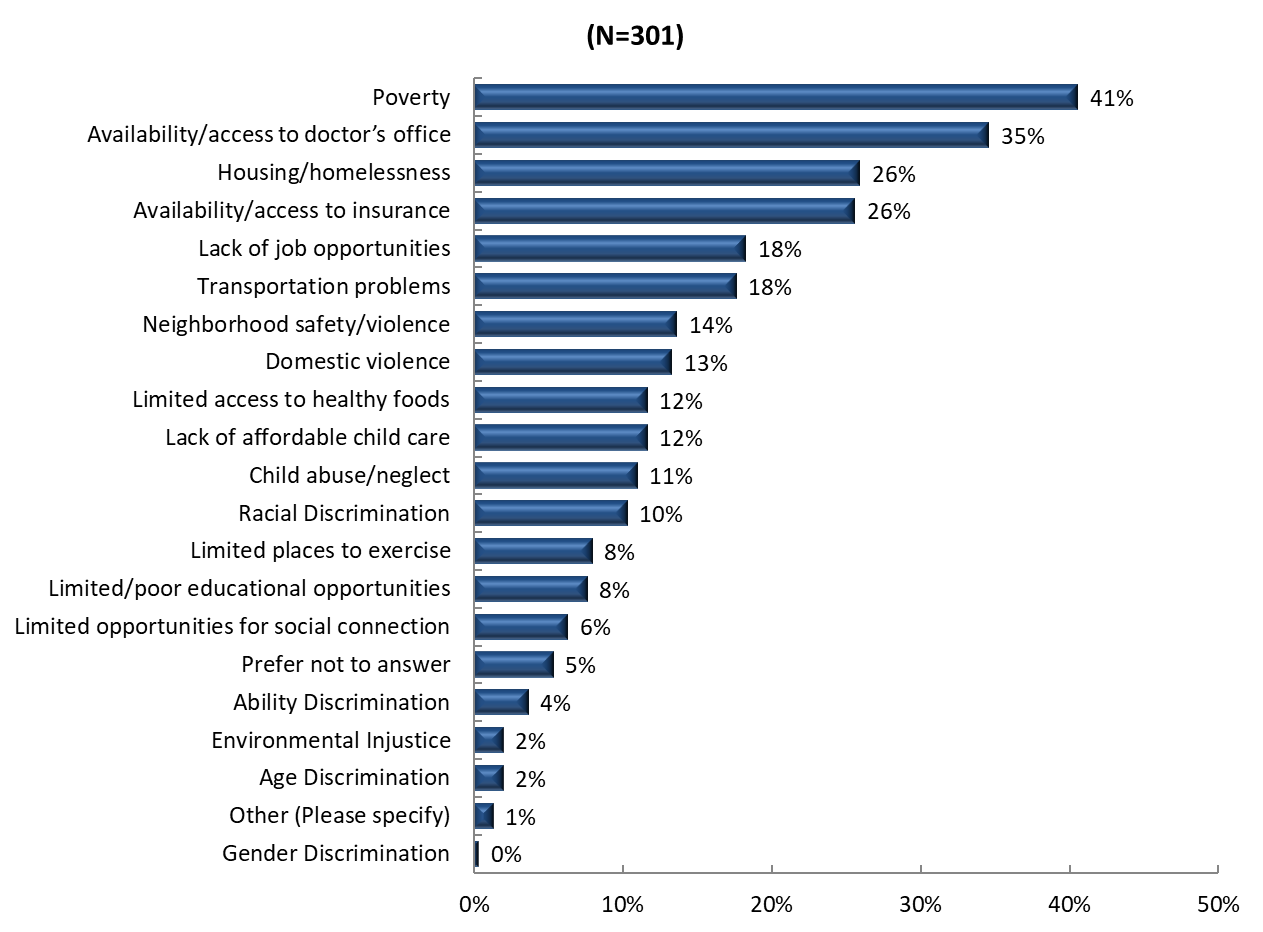 (N=301)
Poverty 41%
Availability/access to doctor’s office 35%
Housing/homelessness 26%
Availability/access to insurance 26%
Lack of job opportunities 18%
Transportation problems 18%
Neighborhood safety/violence 14%
Domestic violence 13%
Limited access to healthy foods 12%
Lack of affordable child care 12%
Child abuse/neglect 11%
Racial Discrimination 10%
Limited places to exercise 8%
Limited/poor educational opportunities 8%
Limited opportunities for social connection 6%
Prefer not to answer 5%
Ability Discrimination 4%
Environmental Injustice 2%
Age Discrimination 2%
Other (Please specify) 1%
Gender Discrimination 0%
0% 10% 20% 30% 40% 50%